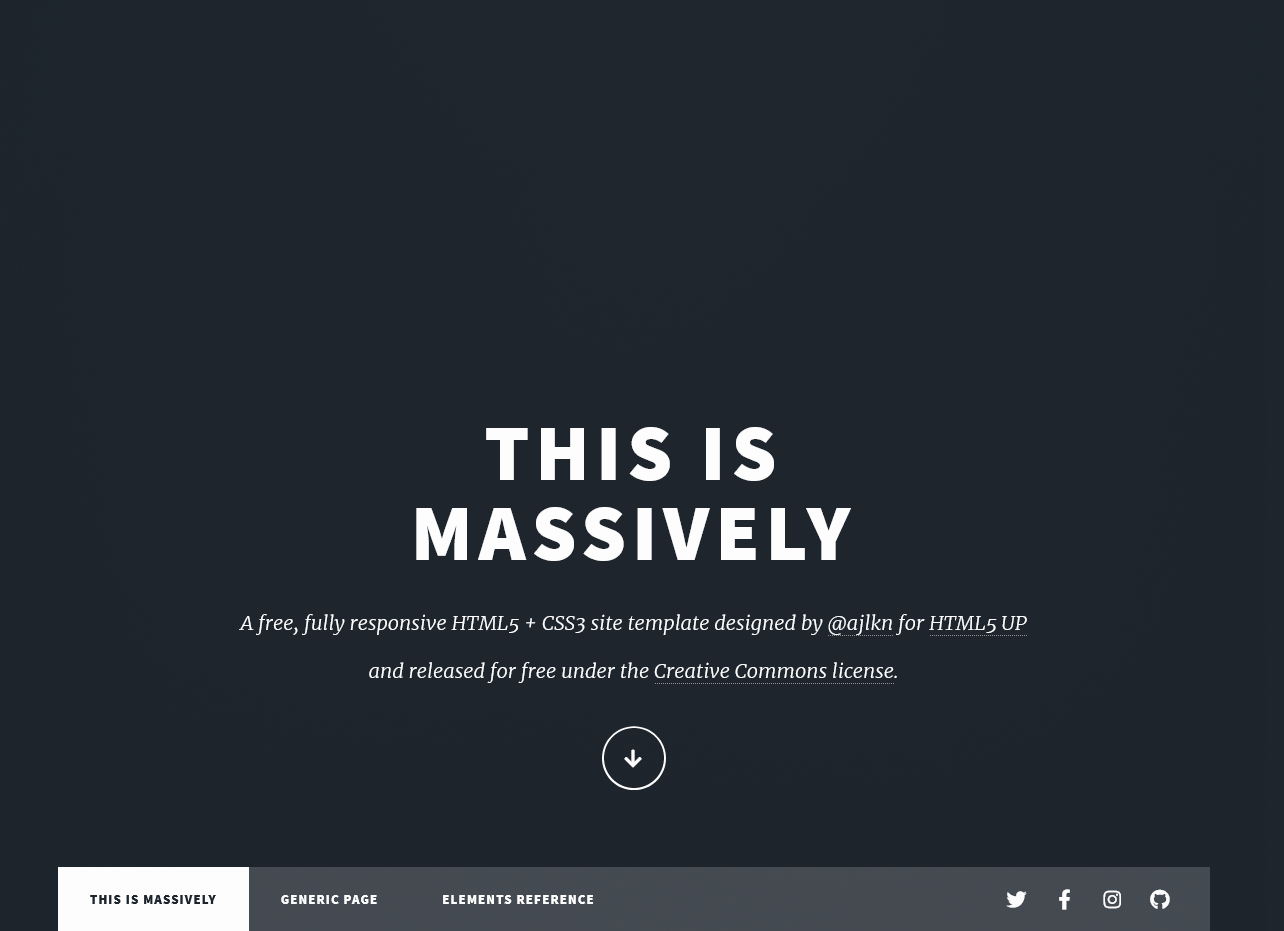 THIS IS
MASSIVELY
A free, fully responsive HTML5 + CSS3 site template designed by @ajlkn for HTML5 UP
and released for free under the Creative Commons license.
THIS IS MASSIVELY
GENERIC PAGE
ELEMENTS REFERENCE